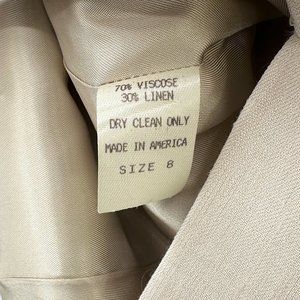 70% VISCOSE
30% LINEN
DRY CLEAN ONLY
MADE IN AMERICA
SIZE 8